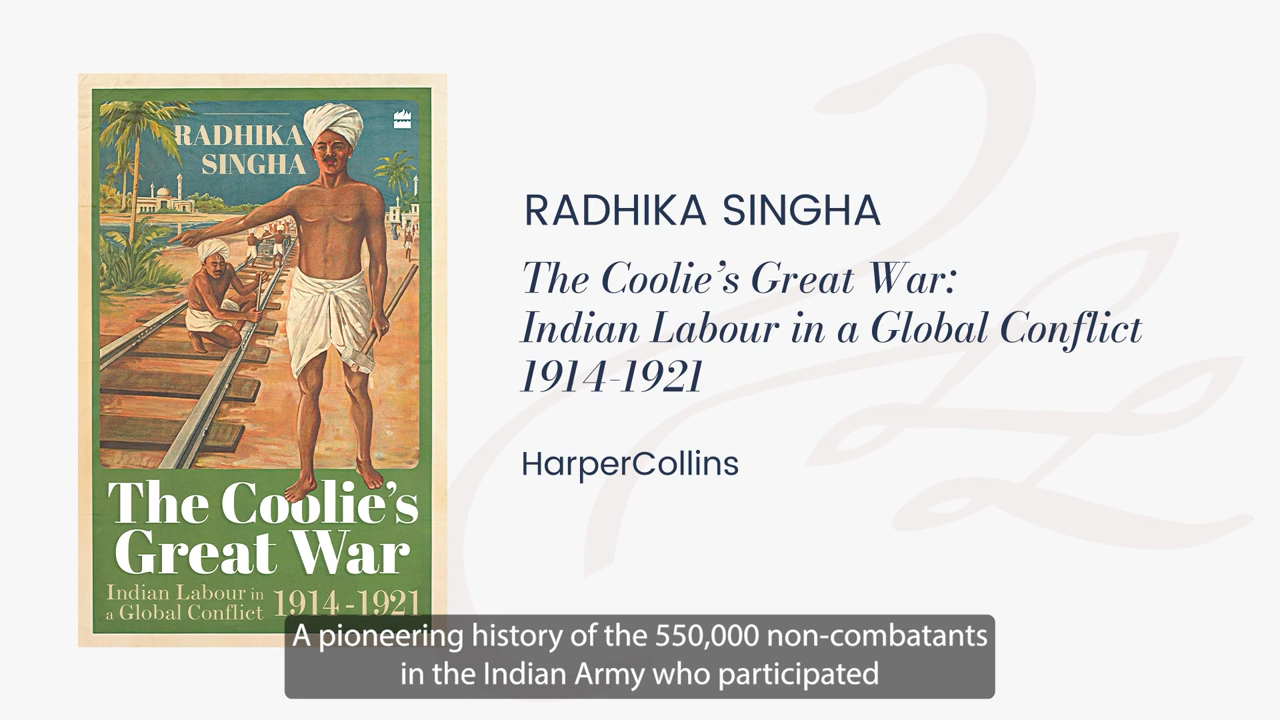 RADHIKA
SINGHA
The Coolie's
Great War
Indian Labour in
a Global Conflict
1914-1921
RADHIKA SINGHA
The Coolie's Great War:
Indian Labour in a Global Conflict
1914-1921
HarperCollins
A pioneering history of the 550,000 non-combatants
in the Indian Army who participated